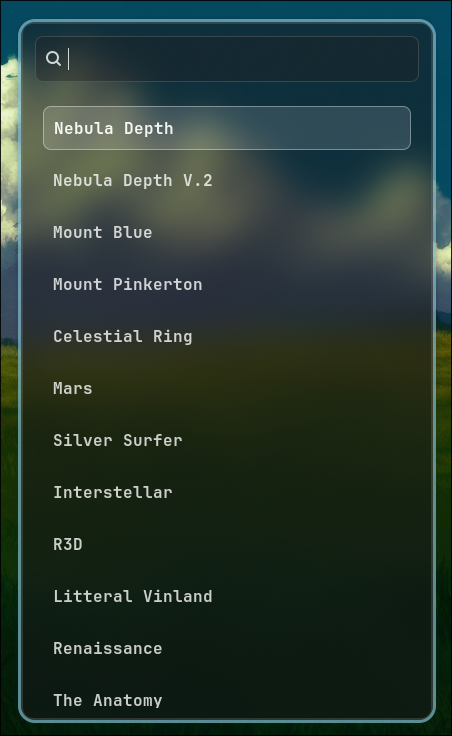 Nebula Depth
Nebula Depth V.2
Mount Blue
Mount Pinkerton
Celestial Ring
Mars
Silver Surfer
Interstellar
R3D
Litteral Vinland
Renaissance
The Anatomy